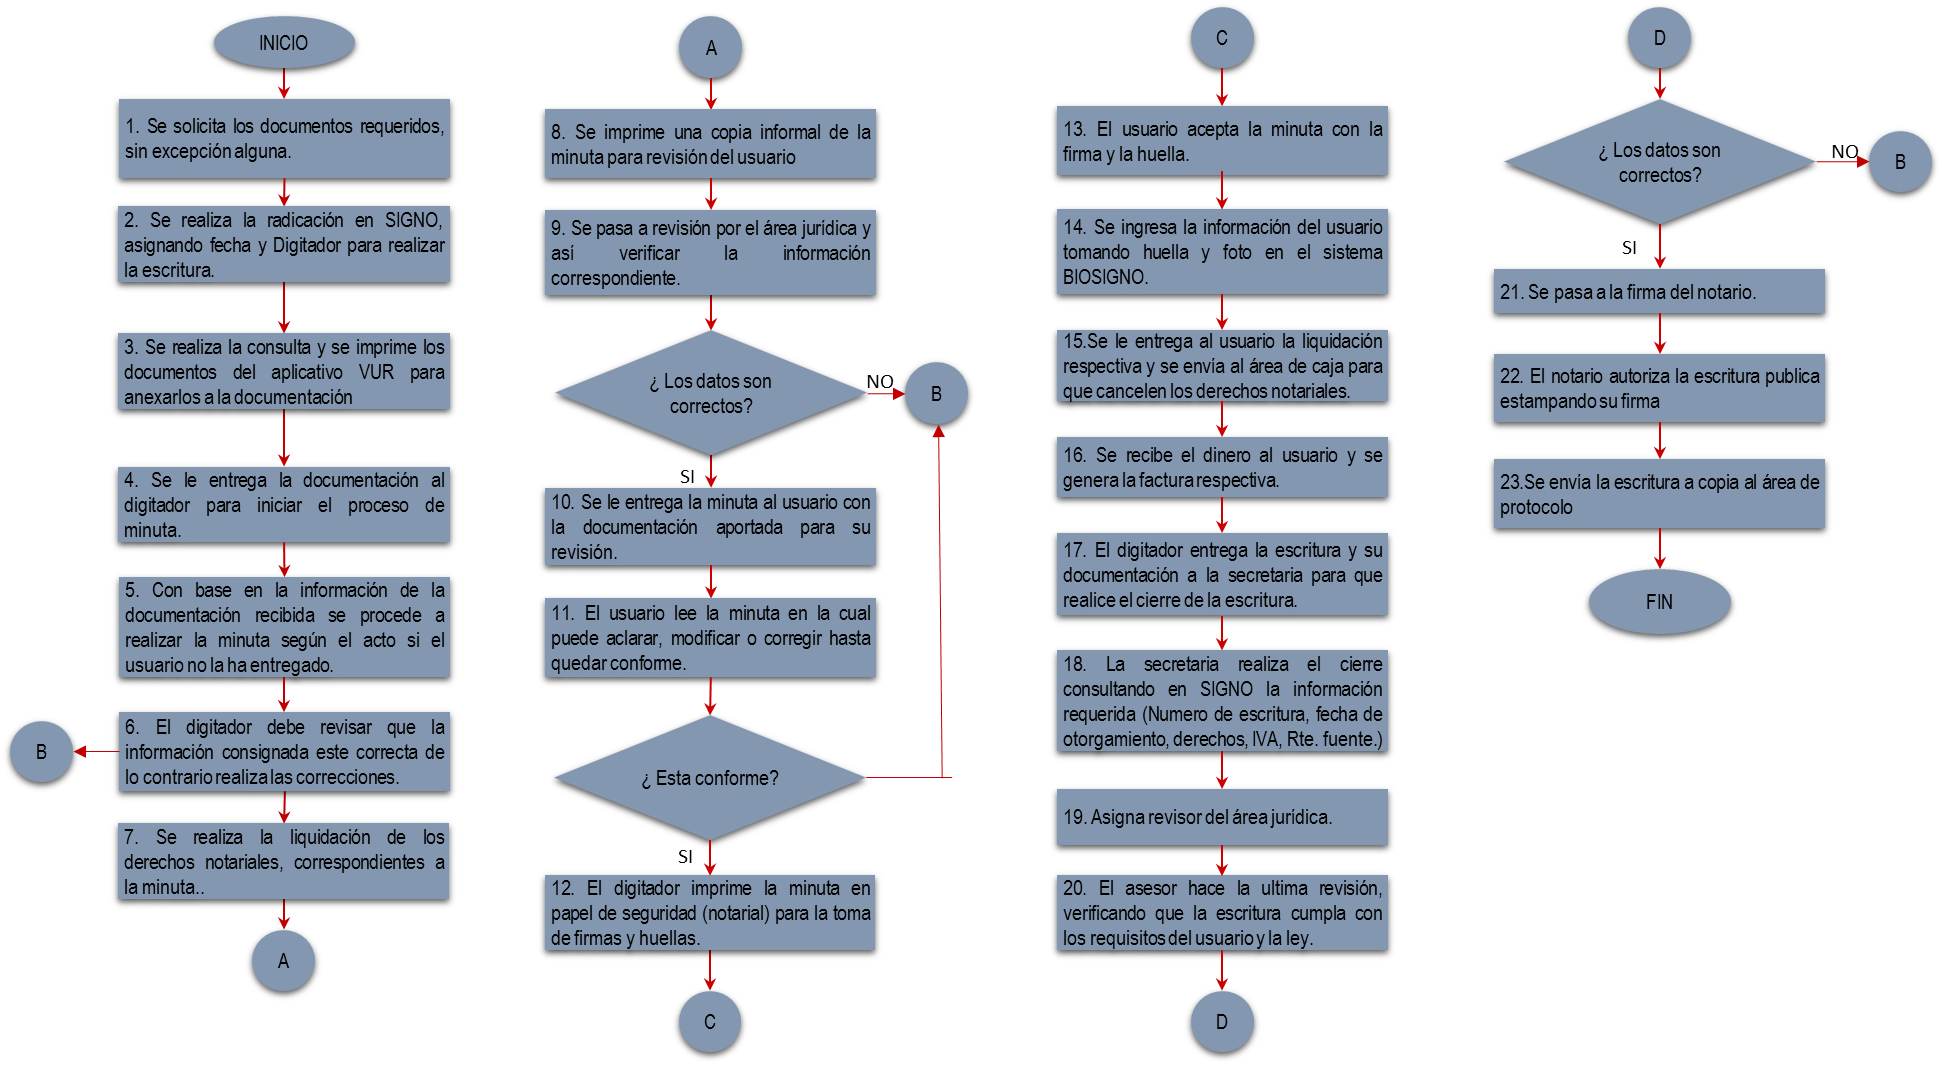 INICIO
1. Se solicita los documentos requeridos,
sin excepción alguna.
2. Se realiza la radicación en SIGNO,
asignando fecha y Digitador para realizar
la escritura.
3. Se realiza la consulta y se imprime los
documentos del aplicativo VUR para
anexarlos a la documentación
4. Se le entrega la documentación al
digitador para iniciar el proceso de
minuta.
5. Con base en la información de la
documentación recibida se procede a
realizar la minuta según el acto si el
usuario no la ha entregado.
6. El digitador debe revisar que la
información consignada este correcta de
lo contrario realiza las correcciones.
B
7. Se realiza la liquidación de los
derechos notariales, correspondientes a
la minuta..
A
A
8. Se imprime una copia informal de la
minuta para revisión del usuario
9. Se pasa a revisión por el área jurídica y
así verificar la información
correspondiente.
¿ Los datos son
correctos?
NO
B
SI
10. Se le entrega la minuta al usuario con
la documentación aportada para su
revisión.
11. El usuario lee la minuta en la cual
puede aclarar, modificar o corregir hasta
quedar conforme.
¿ Esta conforme?
SI
12. El digitador imprime la minuta en
papel de seguridad (notarial) para la toma
de firmas y huellas.
C
C
13. El usuario acepta la minuta con la
firma y la huella.
14. Se ingresa la información del usuario
tomando huella y foto en el sistema
BIOSIGNO.
15.Se le entrega al usuario la liquidación
respectiva y se envía al área de caja para
que cancelen los derechos notariales.
16. Se recibe el dinero al usuario y se
genera la factura respectiva.
17. El digitador entrega la escritura y su
documentación a la secretaria para que
realice el cierre de la escritura.
18. La secretaria realiza el cierre
consultando en SIGNO la información
requerida (Numero de escritura, fecha de
otorgamiento, derechos, IVA, Rte. fuente.)
19. Asigna revisor del área jurídica.
20. El asesor hace la ultima revisión,
verificando que la escritura cumpla con
los requisitos del usuario y la ley.
D
D
¿ Los datos son
correctos?
NO
B
SI
21. Se pasa a la firma del notario.
22. El notario autoriza la escritura publica
estampando su firma
23.Se envía la escritura a copia al área de
protocolo
FIN